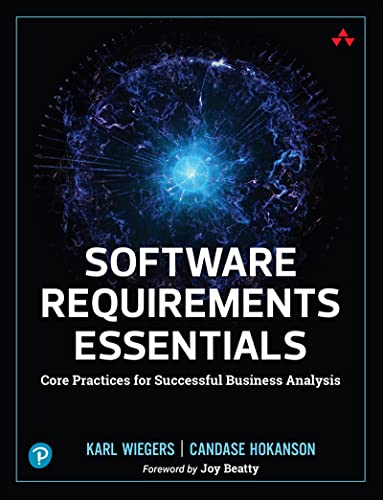 SOFTWARE
REQUIREMENTS
ESSENTIALS
Core Practices for Successful Business Analysis
KARL WIEGERS | CANDASE HOKANSON
Foreword by Joy Beatty
P